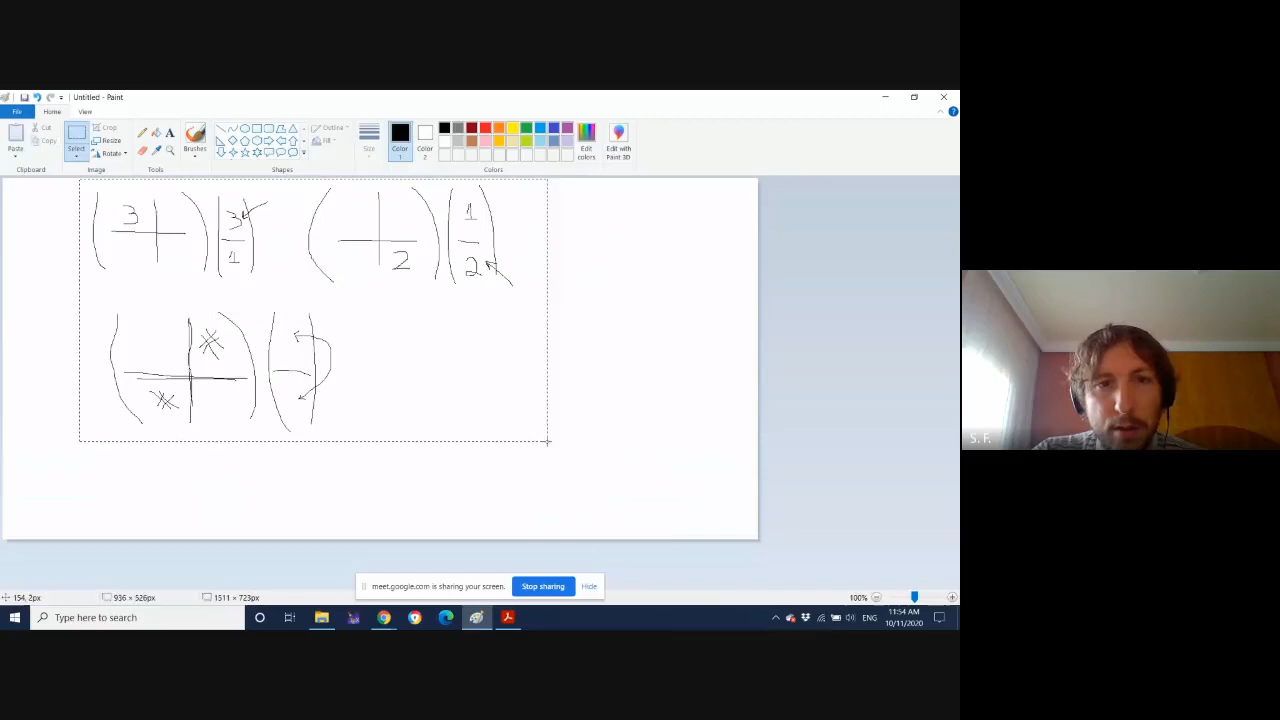 Untitled - Paint
File
Home
View
Paste
Cut
Copy
Clipboard
Select
Crop
Resize
Rotate
Image
Tools
Brushes
Shapes
Outline
Fill
Size
Color 1
Color 2
Edit colors
Edit with Paint 3D
Colors
3
3
1
2
1
2
S. F.
meet.google.com is sharing your screen.
Stop sharing
Hide
154, 2px
936 × 526px
1511 × 723px
100%
Type here to search
ENG
11:54 AM
10/11/2020